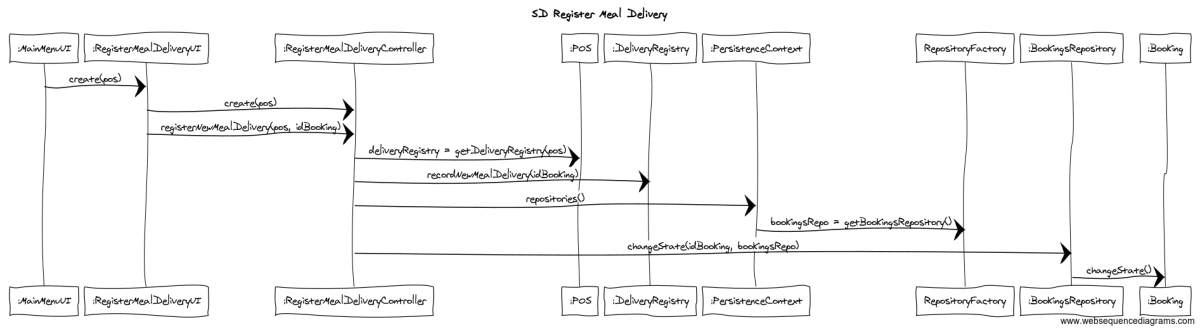 SD Register Meal Delivery
:MainMenuUI
:RegisterMealDeliveryUI
:RegisterMealDeliveryController
:POS
:DeliveryRegistry
:PersistenceContext
RepositoryFactory
:BookingsRepository
:Booking
create(pos)
create(pos)
registerNewMealDelivery(pos, idBooking)
deliveryRegistry = getDeliveryRegistry(pos)
recordNewMealDelivery(idBooking)
repositories()
bookingsRepo = getBookingsRepository()
changeState(idBooking, bookingsRepo)
changeState()
:MainMenuUI
:RegisterMealDeliveryUI
:RegisterMealDeliveryController
:POS
:DeliveryRegistry
:PersistenceContext
RepositoryFactory
:BookingsRepository
:Booking
www.websequencediagrams.com